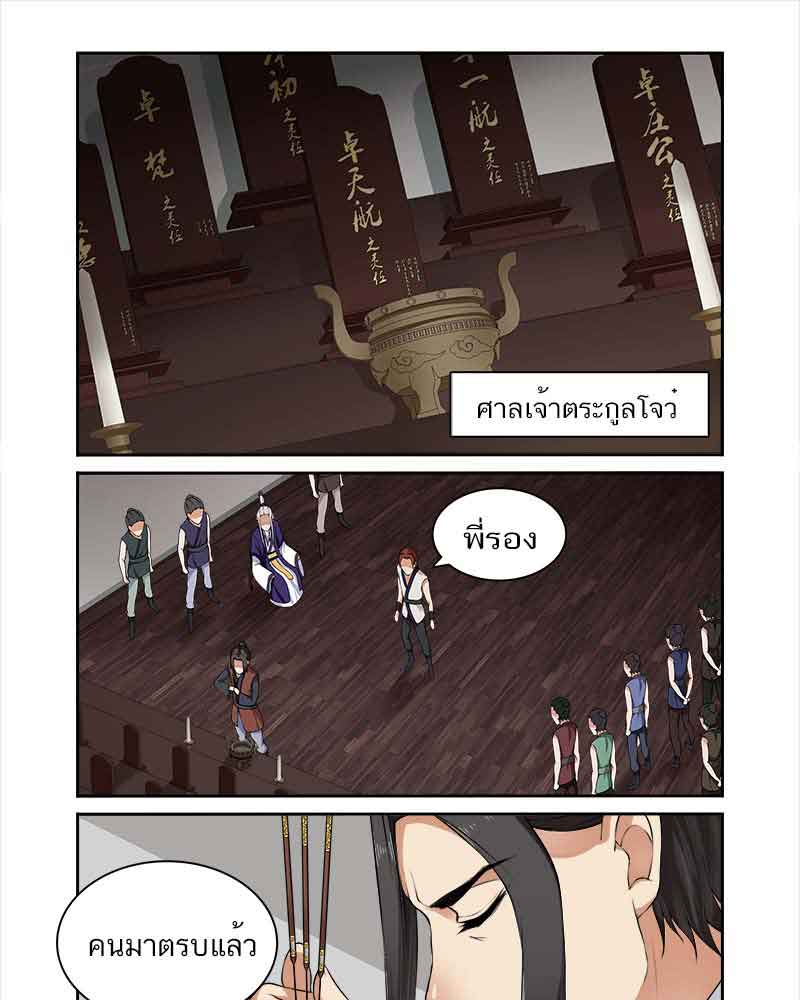 卓梵
之灵位
初
之灵位
卓天航
之灵位
一航
之灵位
卓庄公
之灵位
ศาลเจ้าตระกูลโจว๋
พี่รอง
คนมาตรบแล้ว